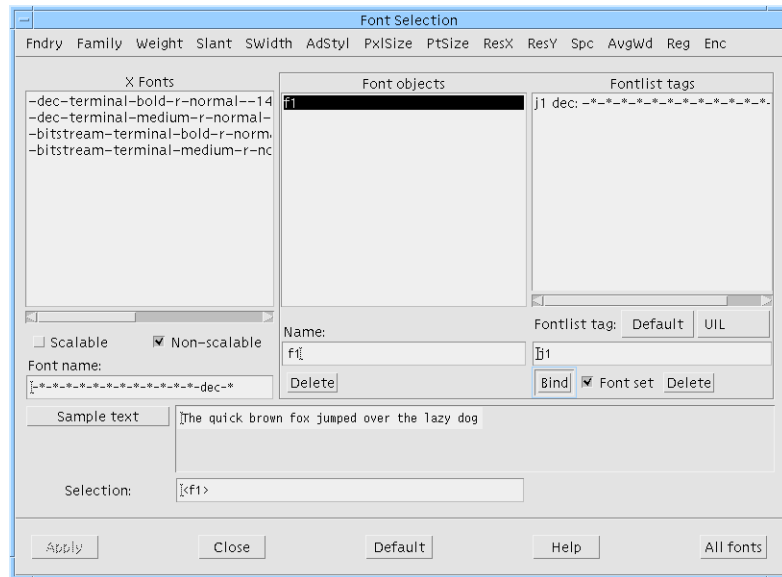 Font Selection
Fndry Family Weight Slant SWidth AdStyl PxlSize PtSize ResX ResY Spc AvgWd Reg Enc
X Fonts
-dec-terminal-bold-r-normal--14
-dec-terminal-medium-r-normal-
-bitstream-terminal-bold-r-norm
-bitstream-terminal-medium-r-nc
Scalable Non-scalable
Font name:
-*-*-*-*-*-*-*-*-*-*-*-*-dec-*
Font objects
f1
Name:
f1
Delete
Fontlist tags
j1 dec: -*-*-*-*-*-*-*-*-*-*-*-*-
Fontlist tag: Default UIL
j1
Bind Font set Delete
Sample text The quick brown fox jumped over the lazy dog
Selection: <f1>
Apply Close Default Help All fonts